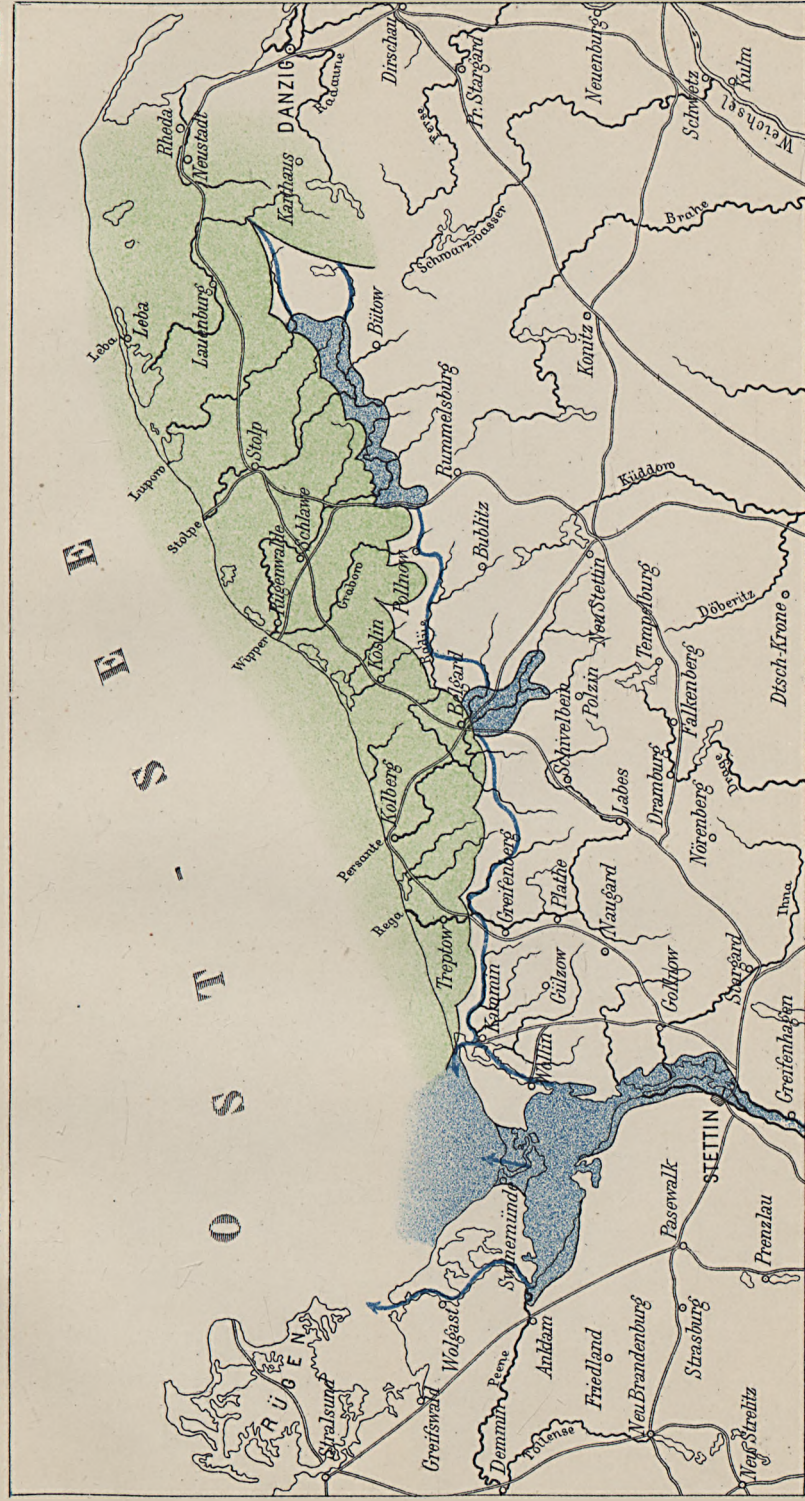 OST-SEE
RÜGEN
Stralsund
Greifswald
Wolgast
Demmin
Peene
Tollense
Anklam
Friedland
Neu Brandenburg
Strasburg
Neu Strelitz
Pasewalk
Prenzlau
Swinemünde
STETTIN
Greifenhagen
Wollin
Kammin
Gülzow
Gollnow
Stargard
Ihna
Naugard
Plathe
Greifenberg
Treptow
Rega
Persante
Kolberg
Labes
Nörenberg
Dramburg
Drage
Falkenberg
Schivelbein
Polzin
Belgard
Tempelburg
Neu Stettin
Döberitz
Dtsch-Krone
Küddow
Köslin
Pollnow
Bublitz
Grabow
Wupper
Rügenwalde
Schlawe
Stolpe
Stolp
Rummelsburg
Lupow
Leba
Leba
Lauenburg
Bütow
Konitz
Brahe
Schwarzwasser
Rheda
Neustadt
Karthaus
DANZIG
Radaune
Dirschau
Ferse
Pr. Stargard
Neuenburg
Schwetz
Kulm
Weichsel